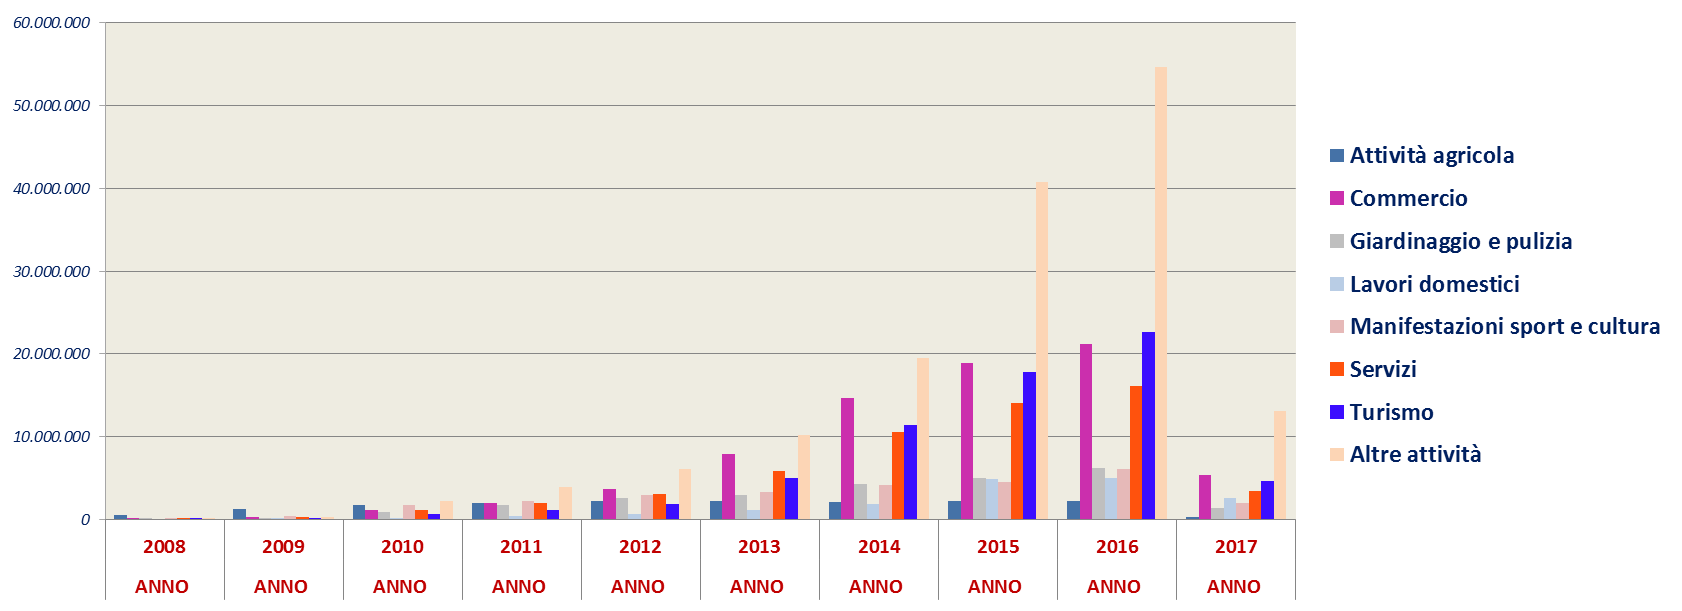 60.000.000
50.000.000
40.000.000
30.000.000
20.000.000
10.000.000
0
2008 2009 2010 2011 2012 2013 2014 2015 2016 2017
ANNO ANNO ANNO ANNO ANNO ANNO ANNO ANNO ANNO ANNO
Attività agricola
Commercio
Giardinaggio e pulizia
Lavori domestici
Manifestazioni sport e cultura
Servizi
Turismo
Altre attività